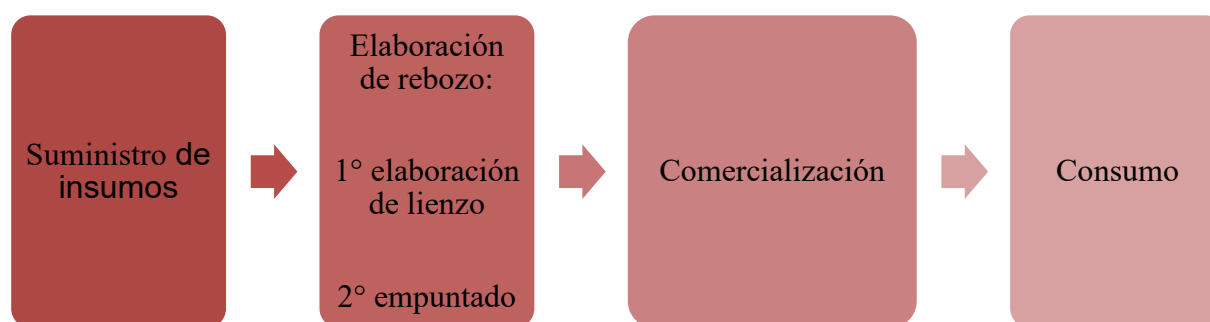 Suministro de
insumos
Elaboración
de rebozo:
1° elaboración
de lienzo
2° empuntado
Comercialización
Consumo